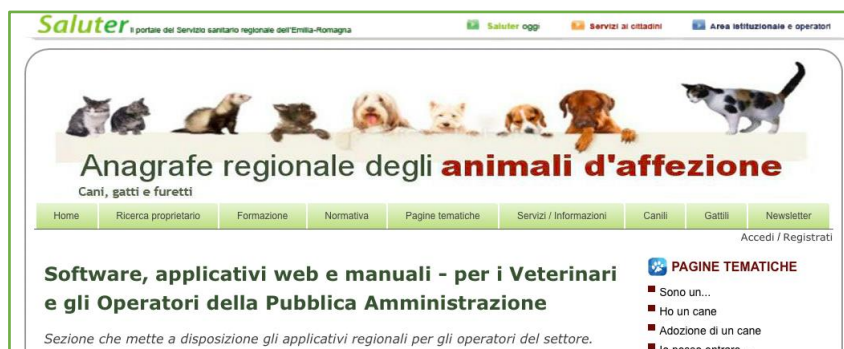 Saluter Il portale del Servizio sanitario regionale dell'Emilia-Romagna
Saluter oggi
Servizi ai cittadini
Area istituzionale e operatori
Anagrafe regionale degli animali d'affezione
Cani, gatti e furetti
Home Ricerca proprietario Formazione Normativa Pagine tematiche Servizi / Informazioni Canili Gattili Newsletter
Accedi / Registrati
Software, applicativi web e manuali - per i Veterinari
e gli Operatori della Pubblica Amministrazione
Sezione che mette a disposizione gli applicativi regionali per gli operatori del settore.
PAGINE TEMATICHE
Sono un...
Ho un cane
Adozione di un cane